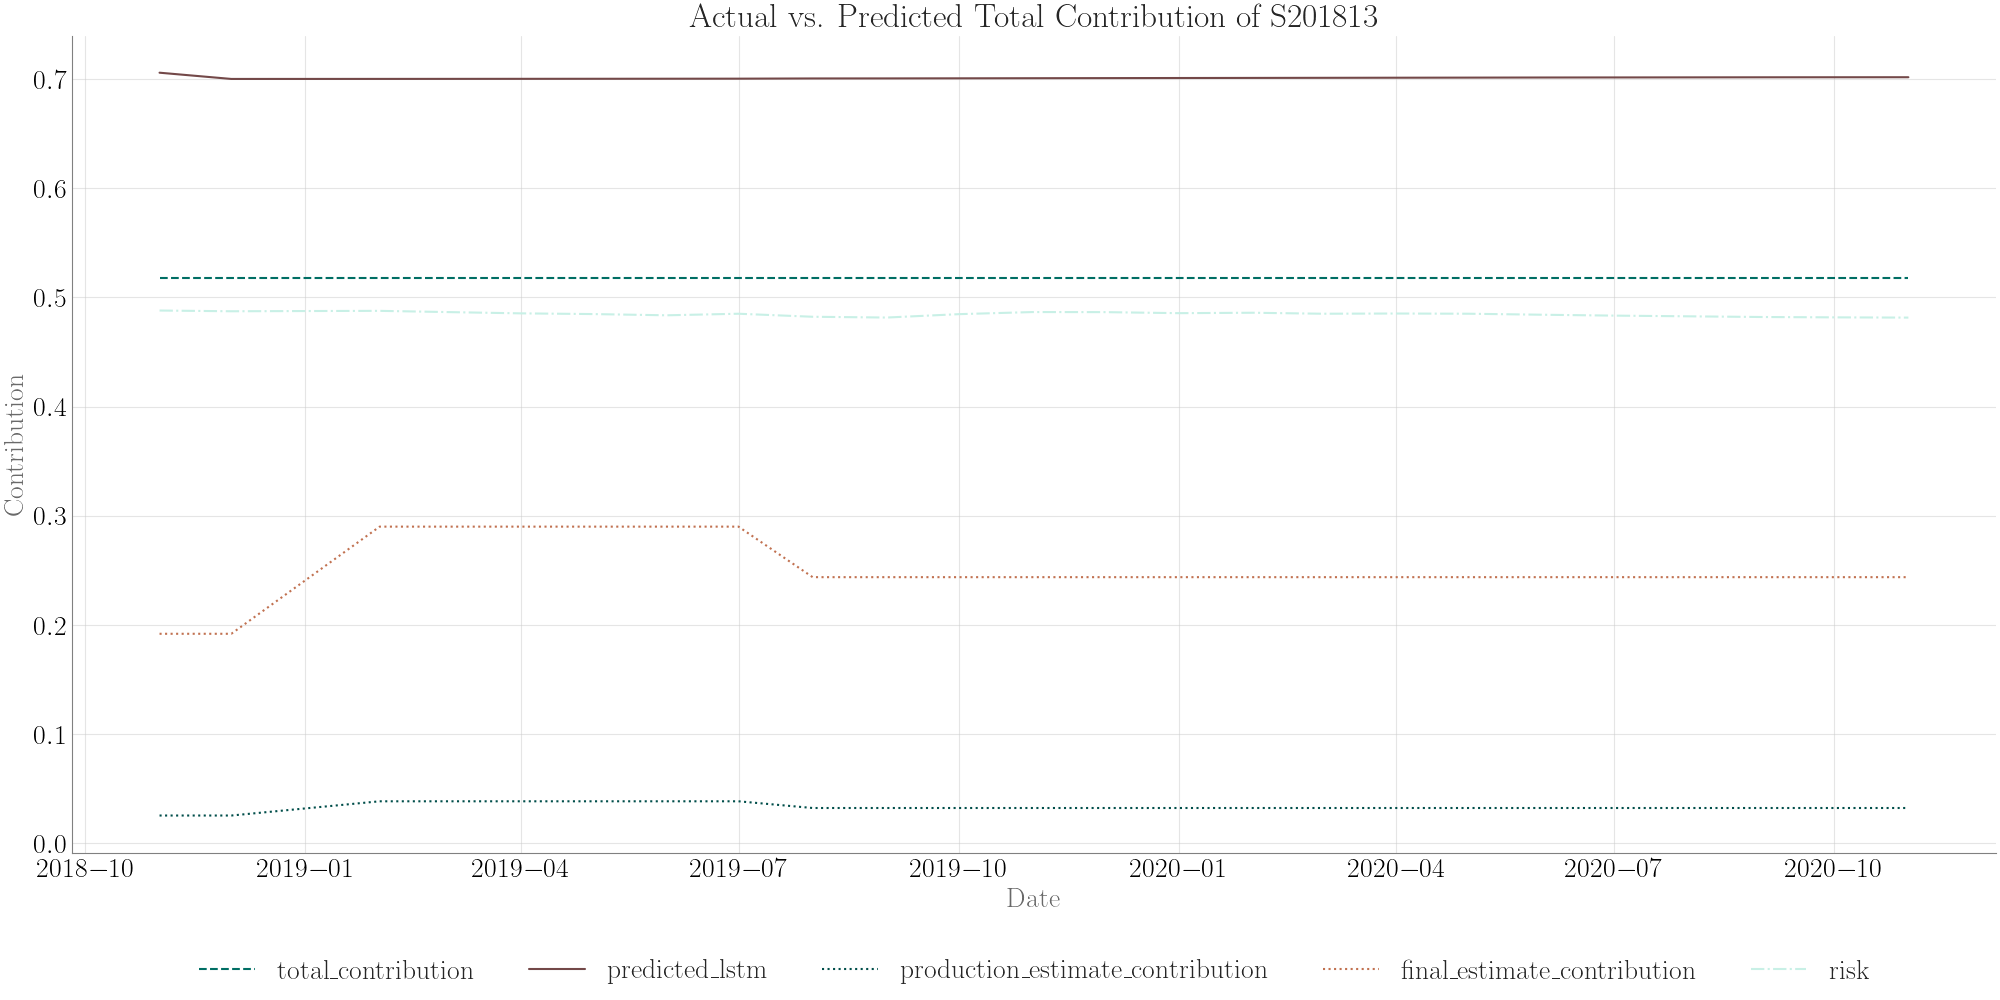 Actual vs. Predicted Total Contribution of S201813
Contribution
0.7
0.6
0.5
0.4
0.3
0.2
0.1
0.0
2018−10 2019−01 2019−04 2019−07 2019−10 2020−01 2020−04 2020−07 2020−10
Date
total_contribution predicted_lstm production_estimate_contribution final_estimate_contribution risk